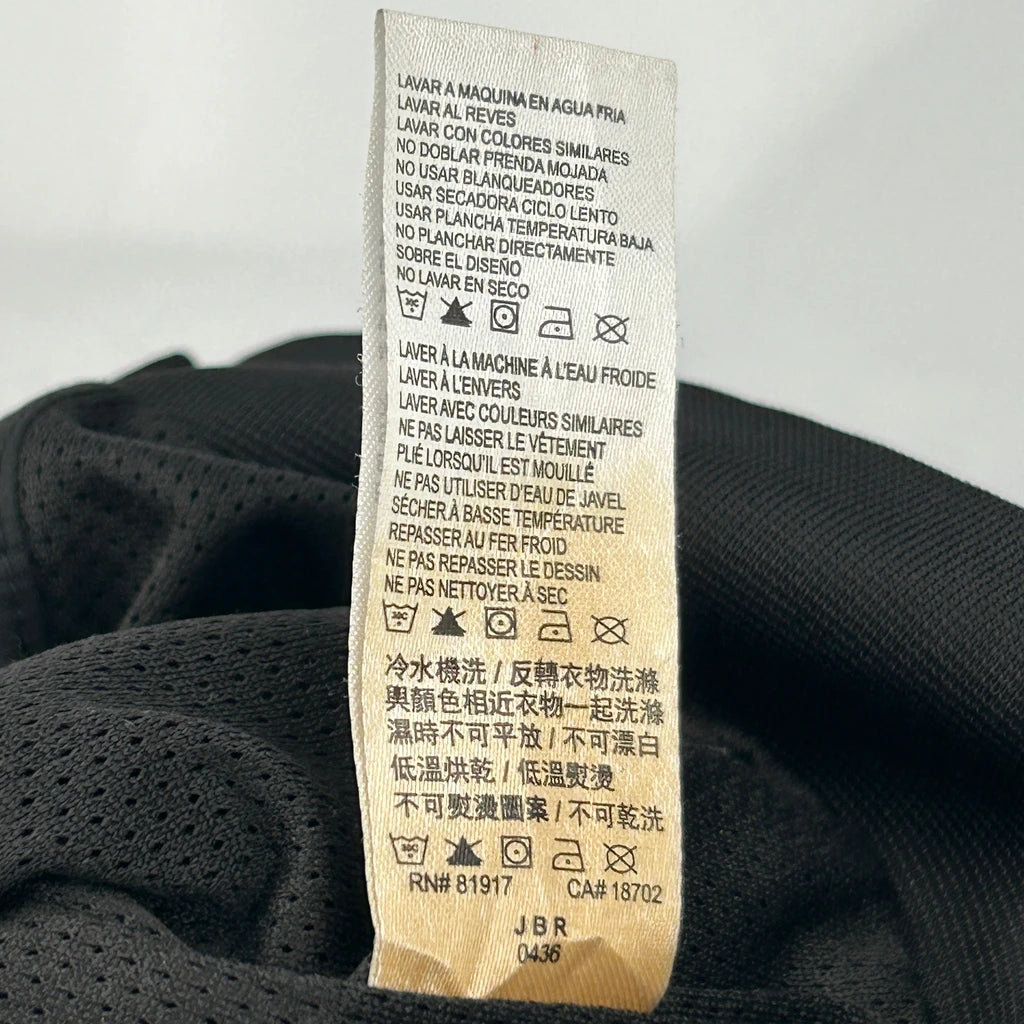 LAVAR A MAQUINA EN AGUA FRIA
LAVAR AL REVES
LAVAR CON COLORES SIMILARES
NO DOBLAR PRENDA MOJADA
NO USAR BLANQUEADORES
USAR SECADORA CICLO LENTO
USAR PLANCHA TEMPERATURA BAJA
NO PLANCHAR DIRECTAMENTE
SOBRE EL DISEÑO
NO LAVAR EN SECO
30C
LAVER À LA MACHINE À L'EAU FROIDE
LAVER À L'ENVERS
LAVER AVEC COULEURS SIMILAIRES
NE PAS LAISSER LE VÊTEMENT
PLIÉ LORSQU'IL EST MOUILLÉ
NE PAS UTILISER D'EAU DE JAVEL
SÉCHER À BASSE TEMPÉRATURE
REPASSER AU FER FROID
NE PAS REPASSER LE DESSIN
NE PAS NETTOYER À SEC
30C
冷水機洗 / 反轉衣物洗滌
與顏色相近衣物一起洗滌
濕時不可平放 / 不可漂白
低溫烘乾 / 低溫熨燙
不可熨燙圖案 / 不可乾洗
30C
RN# 81917 CA# 18702
JBR
0436